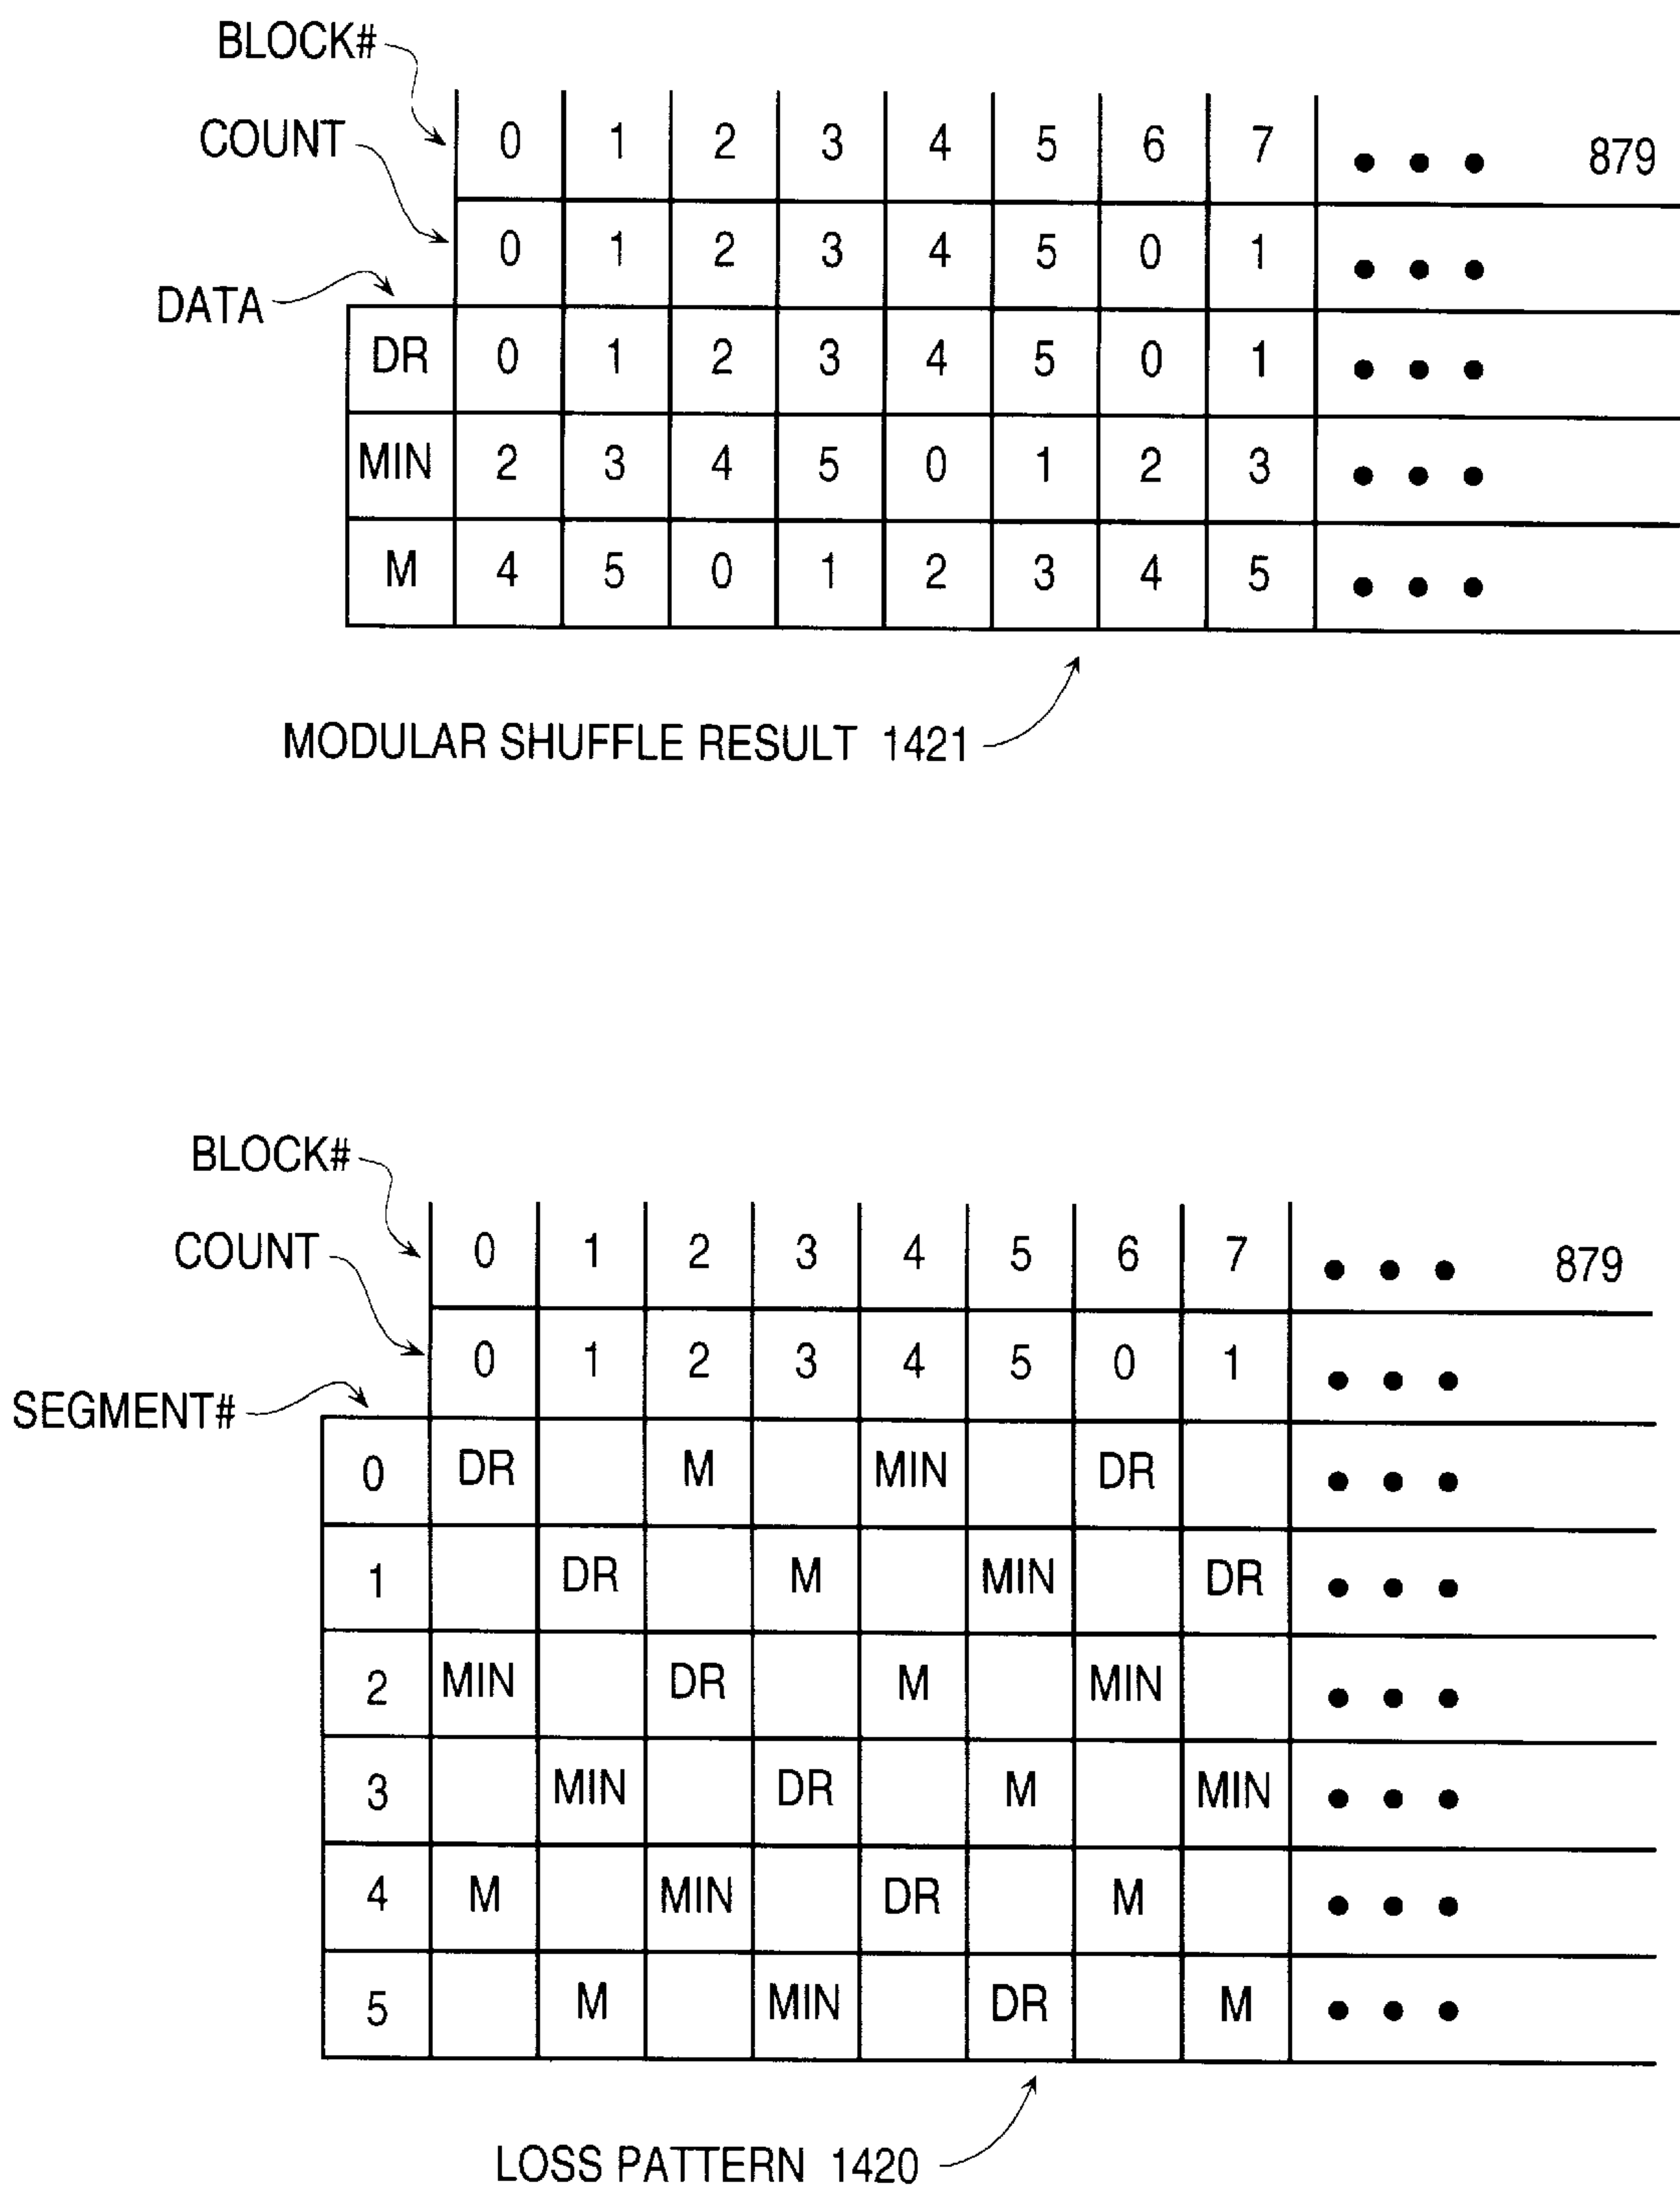 BLOCK#
COUNT 0 1 2 3 4 5 6 7 • • • 879
0 1 2 3 4 5 0 1 • • •
DATA
DR 0 1 2 3 4 5 0 1 • • •
MIN 2 3 4 5 0 1 2 3 • • •
M 4 5 0 1 2 3 4 5 • • •
MODULAR SHUFFLE RESULT 1421
BLOCK#
COUNT 0 1 2 3 4 5 6 7 • • • 879
0 1 2 3 4 5 0 1 • • •
SEGMENT#
0 DR M MIN DR • • •
1 DR M MIN DR • • •
2 MIN DR M MIN • • •
3 MIN DR M MIN • • •
4 M MIN DR M • • •
5 M MIN DR M • • •
LOSS PATTERN 1420